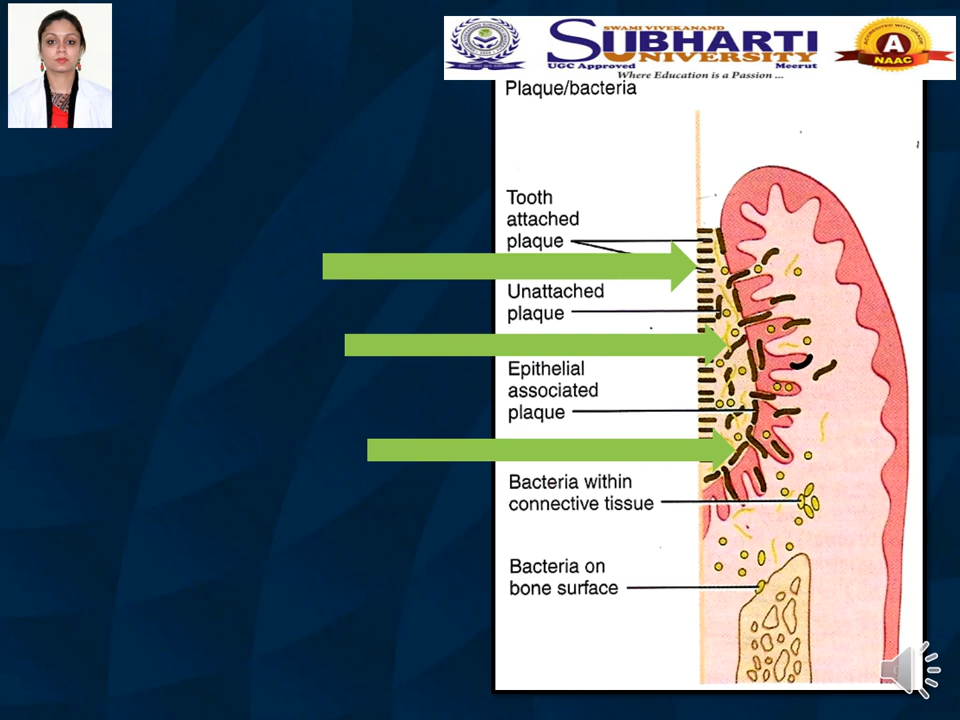 SWAMI VIVEKANAND
SUBHARTI
UNIVERSITY
UGC Approved Meerut
Where Education is a Passion ...
A
NAAC
Plaque/bacteria
Tooth
attached
plaque
Unattached
plaque
Epithelial
associated
plaque
Bacteria within
connective tissue
Bacteria on
bone surface